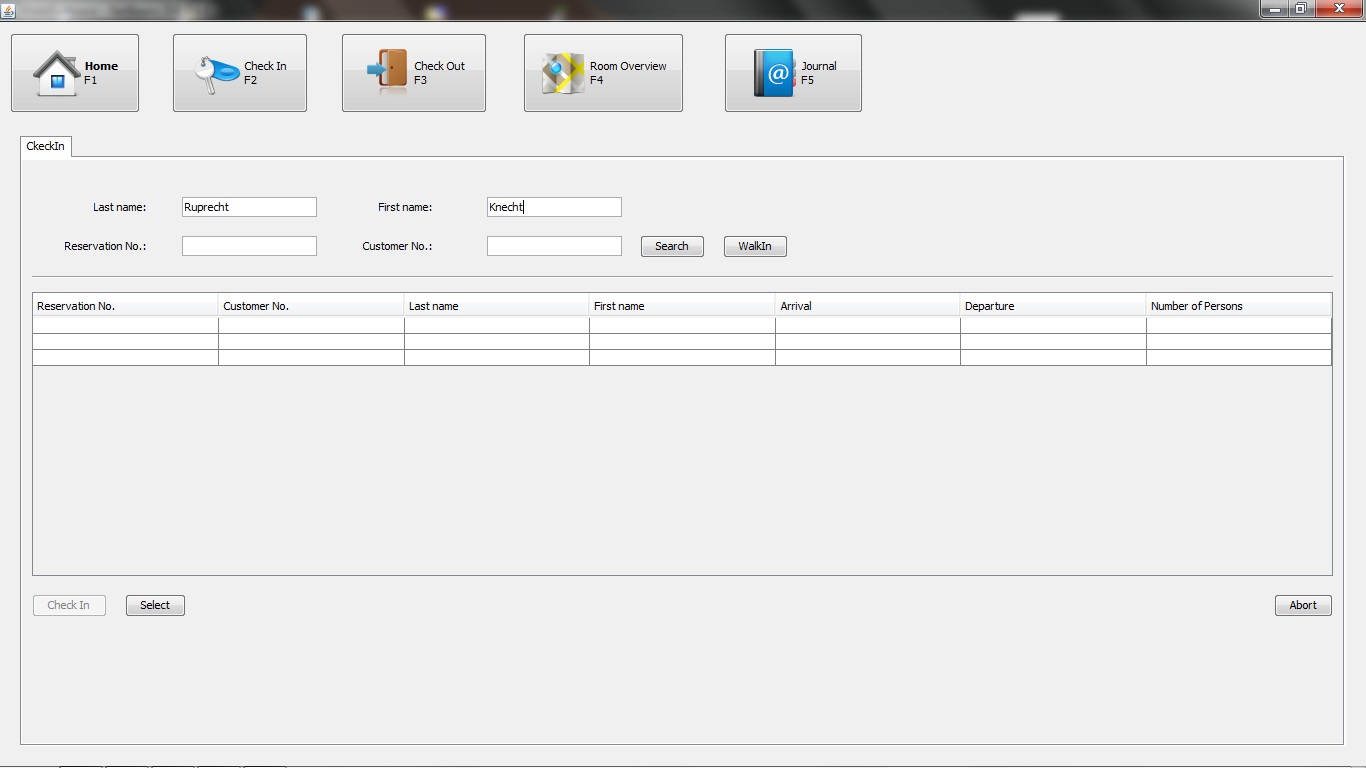 Home
F1
Check In
F2
Check Out
F3
Room Overview
F4
@
Journal
F5
CkeckIn
Last name: Ruprecht First name: Knecht
Reservation No.: Customer No.: Search WalkIn
Reservation No. Customer No. Last name First name Arrival Departure Number of Persons
Check In Select Abort